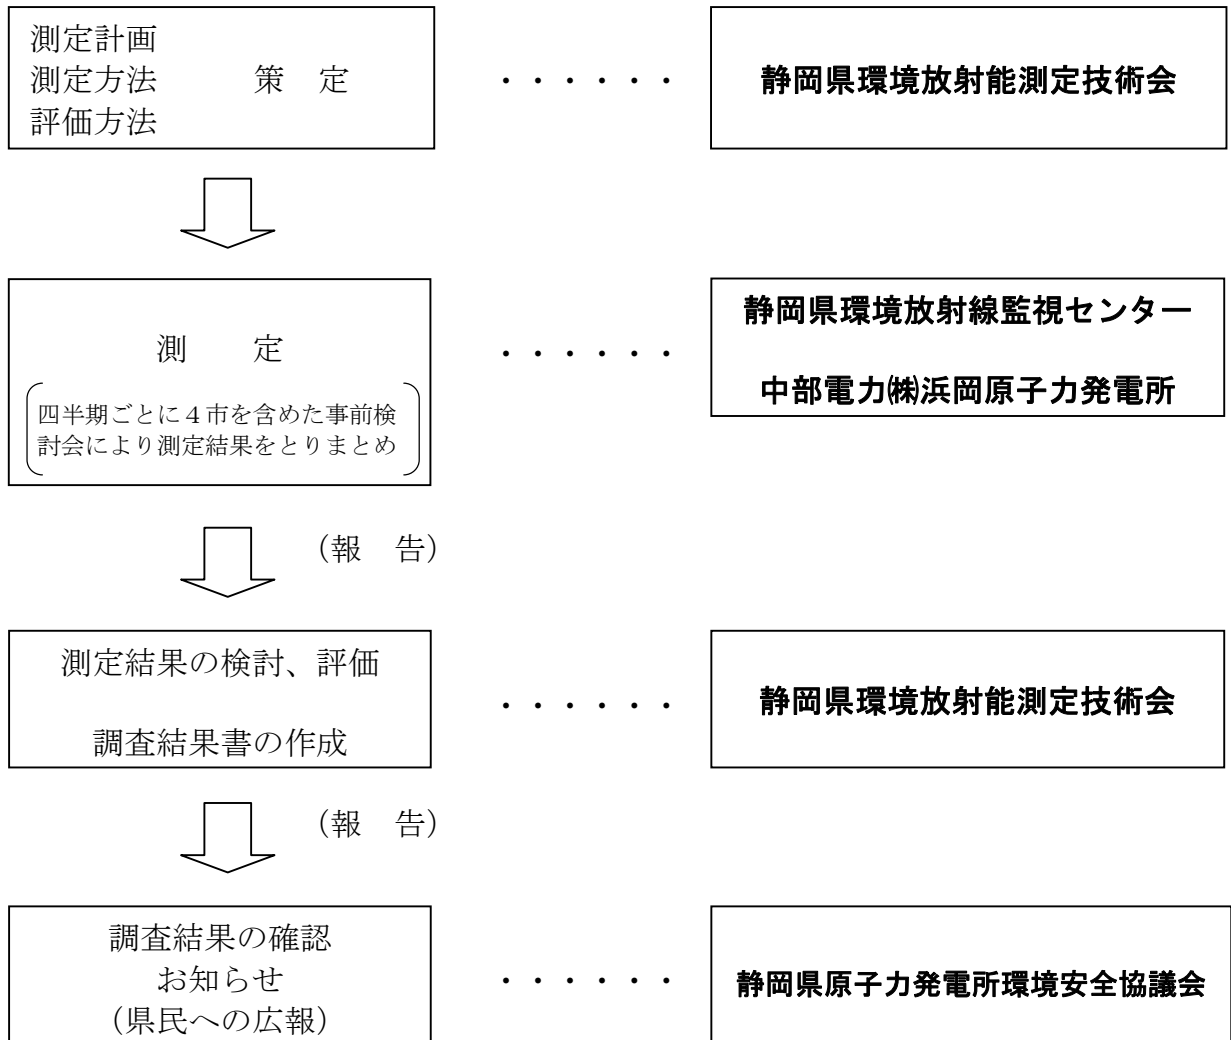 測定計画
測定方法　　　策　定
評価方法
・・・・・・
静岡県環境放射能測定技術会
測　　定
四半期ごとに４市を含めた事前検
討会により測定結果をとりまとめ
・・・・・・
静岡県環境放射線監視センター
中部電力㈱浜岡原子力発電所
（報　告）
測定結果の検討、評価
調査結果書の作成
・・・・・・
静岡県環境放射能測定技術会
（報　告）
調査結果の確認
お知らせ
（県民への広報）
・・・・・・
静岡県原子力発電所環境安全協議会